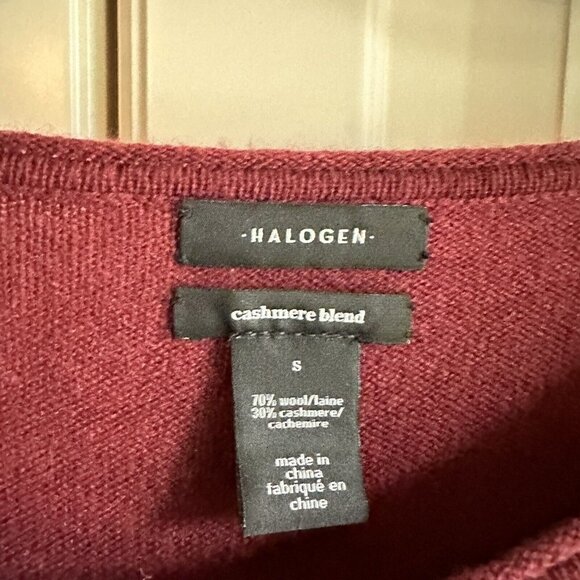 ·HALOGEN·
cashmere blend
S
70% wool/laine
30% cashmere/
cachemire
made in
china
fabriqué en
chine